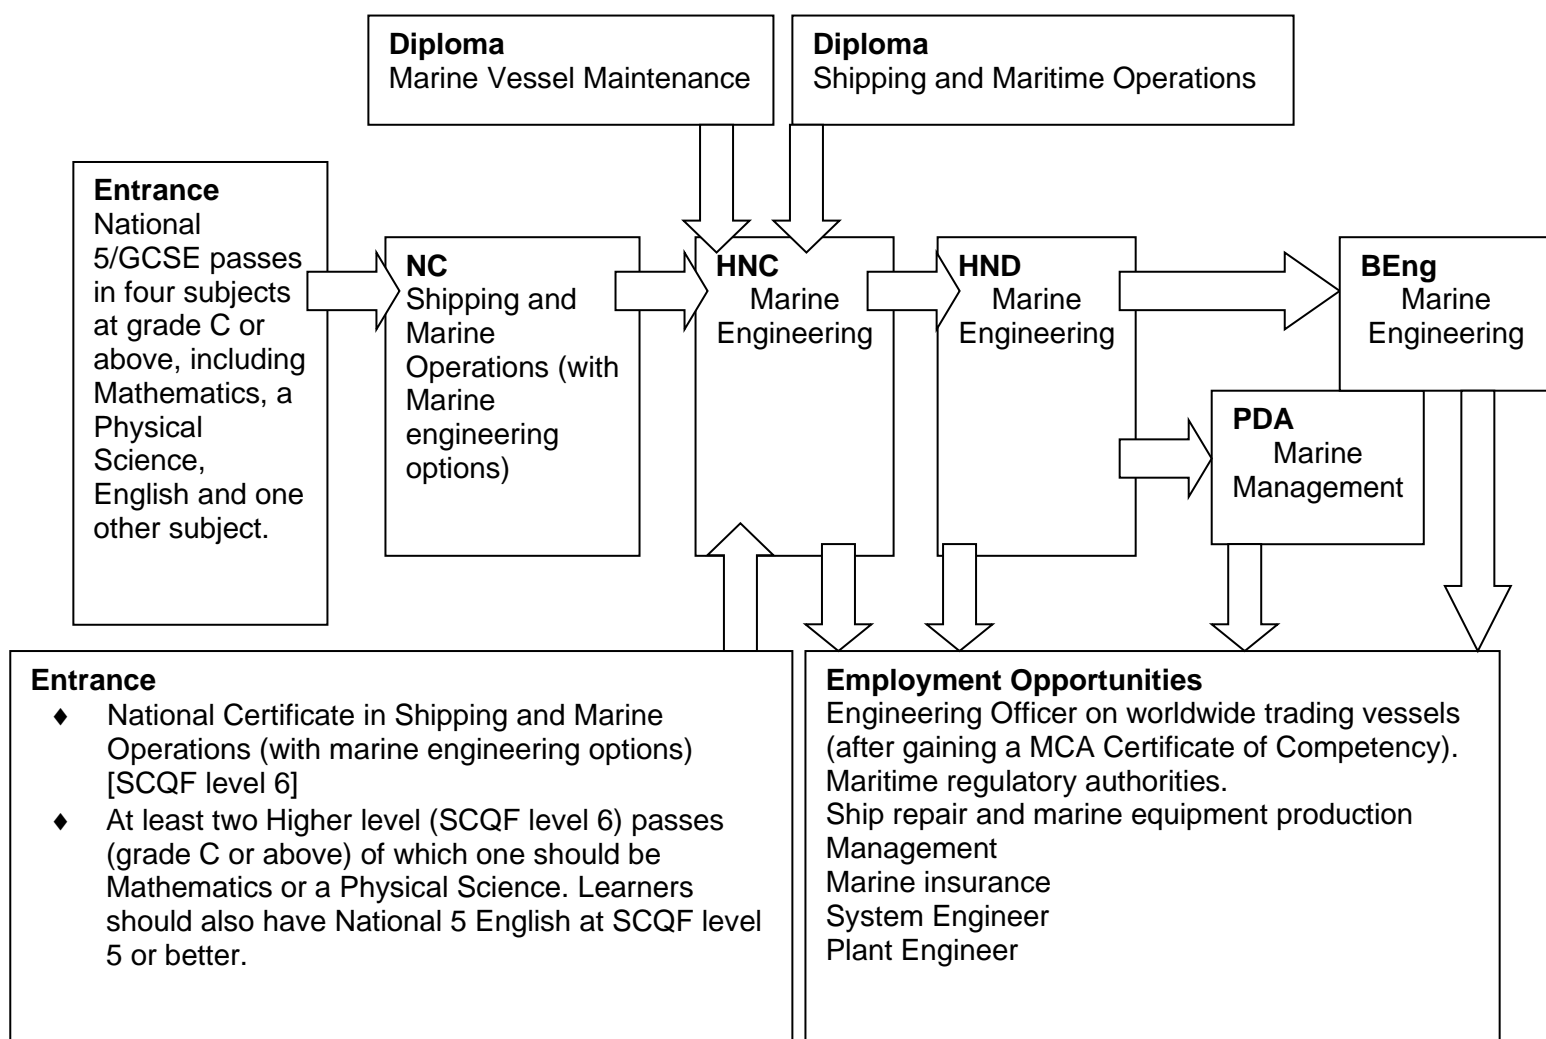 Diploma
Marine Vessel Maintenance
Diploma
Shipping and Maritime Operations
Entrance
National
5/GCSE passes
in four subjects
at grade C or
above, including
Mathematics, a
Physical
Science,
English and one
other subject.
NC
Shipping and
Marine
Operations (with
Marine
engineering
options)
HNC
Marine
Engineering
HND
Marine
Engineering
BEng
Marine
Engineering
PDA
Marine
Management
Entrance
♦ National Certificate in Shipping and Marine
Operations (with marine engineering options)
[SCQF level 6]
♦ At least two Higher level (SCQF level 6) passes
(grade C or above) of which one should be
Mathematics or a Physical Science. Learners
should also have National 5 English at SCQF level
5 or better.
Employment Opportunities
Engineering Officer on worldwide trading vessels
(after gaining a MCA Certificate of Competency).
Maritime regulatory authorities.
Ship repair and marine equipment production
Management
Marine insurance
System Engineer
Plant Engineer